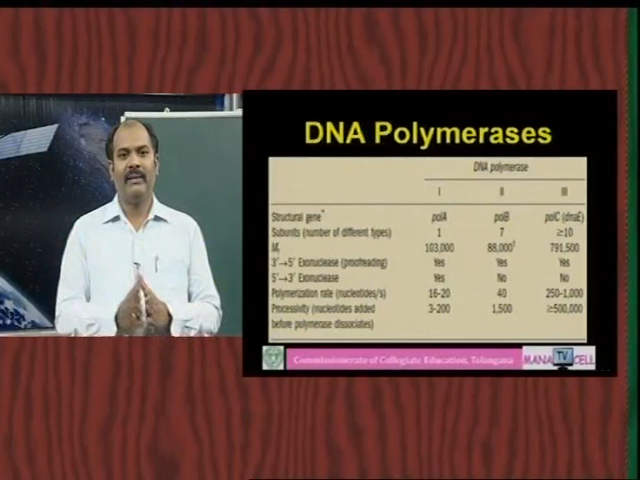 DNA Polymerases
DNA polymerase
I II III
Structural gene* polA polB polC (dnaE)
Subunits (number of different types) 1 7 ≥10
Mr 103,000 88,000† 791,500
3'→5' Exonuclease (proofreading) Yes Yes Yes
5'→3' Exonuclease Yes No No
Polymerization rate (nucleotides/s) 16-20 40 250-1,000
Processivity (nucleotides added 3-200 1,500 ≥500,000
before polymerase dissociates)
Commissionerate of Collegiate Education, Telangana MANA TV CELL